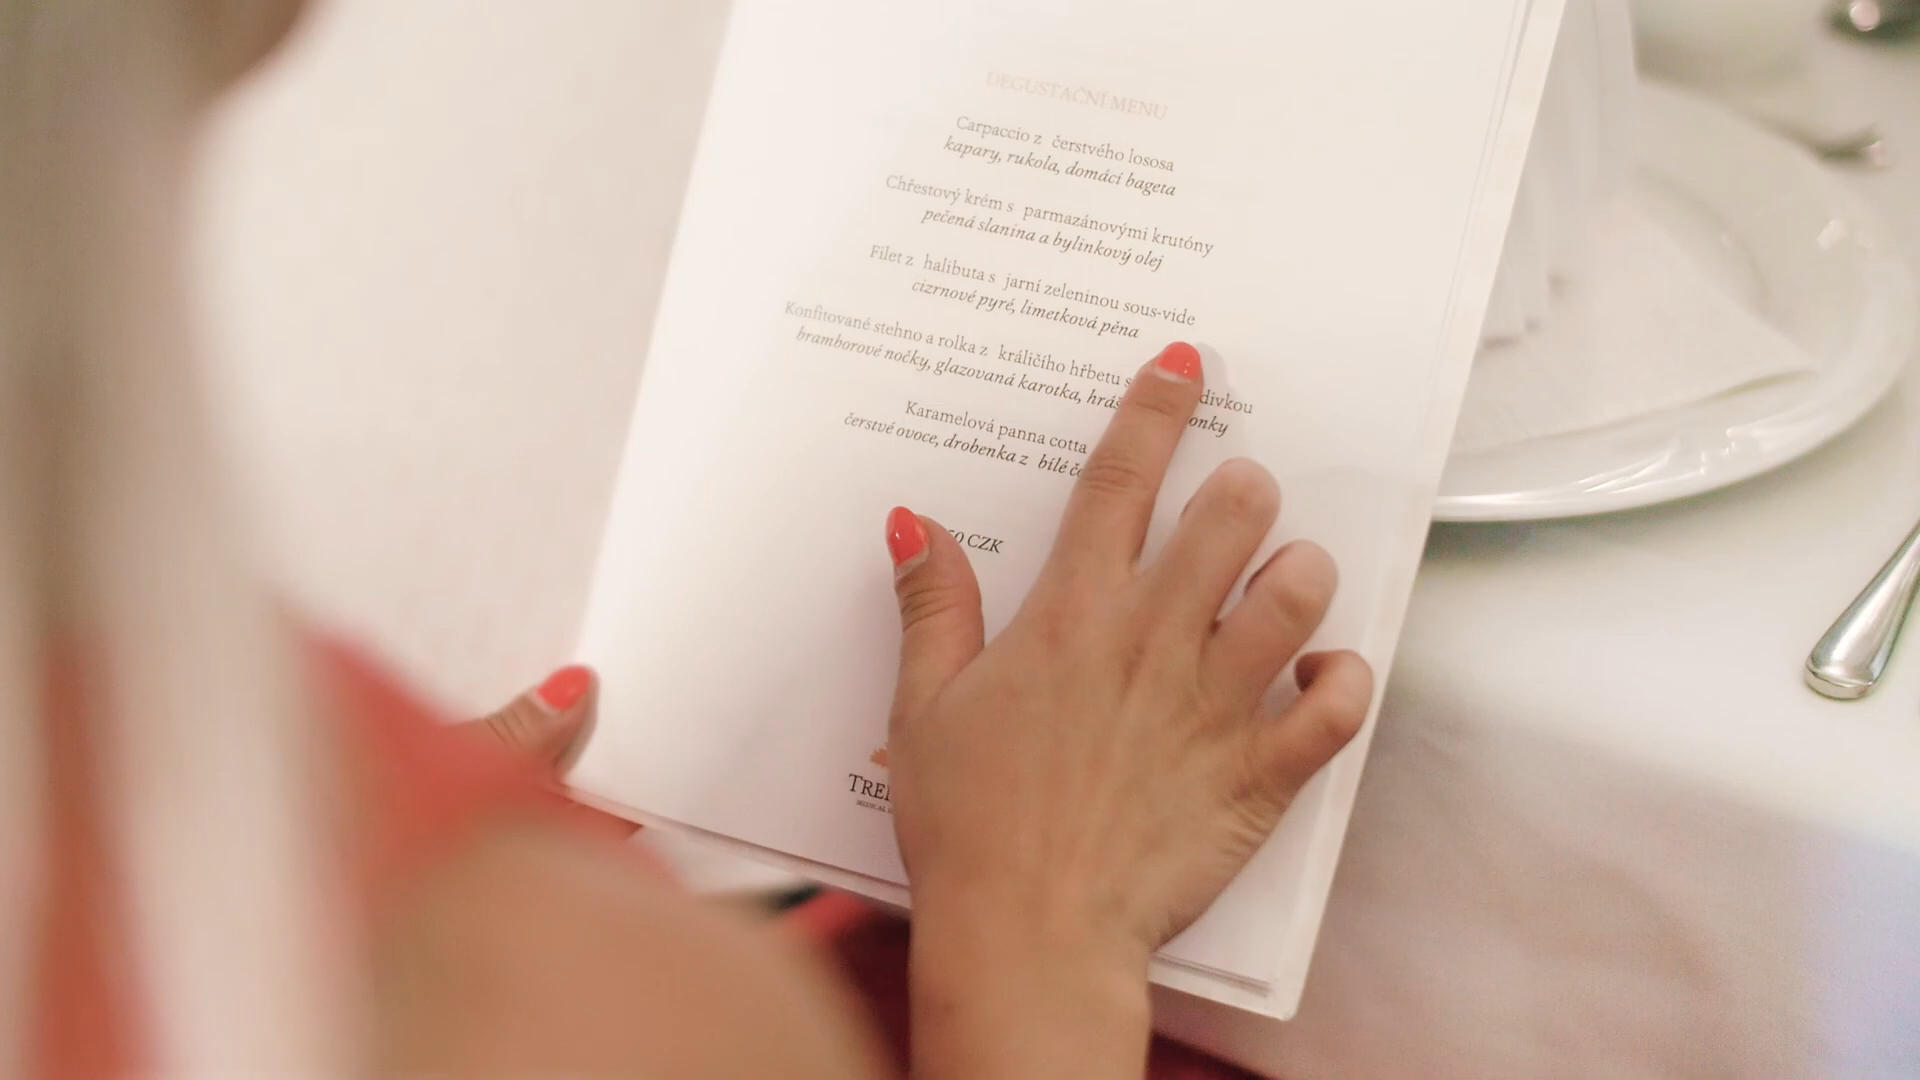 DEGUSTAČNÍ MENU
Carpaccio z čerstvého lososa
kapary, rukola, domácí bageta
Chřestový krém s parmazánovými krutóny
pečená slanina a bylinkový olej
Filet z halibuta s jarní zeleninou sous-vide
cizrnové pyré, limetková pěna
Konfitované stehno a rolka z králičího hřbetu s
bramborové nočky, glazovaná karotka,
Karamelová panna cotta
čerstvé ovoce, drobenka z bílé
CZK